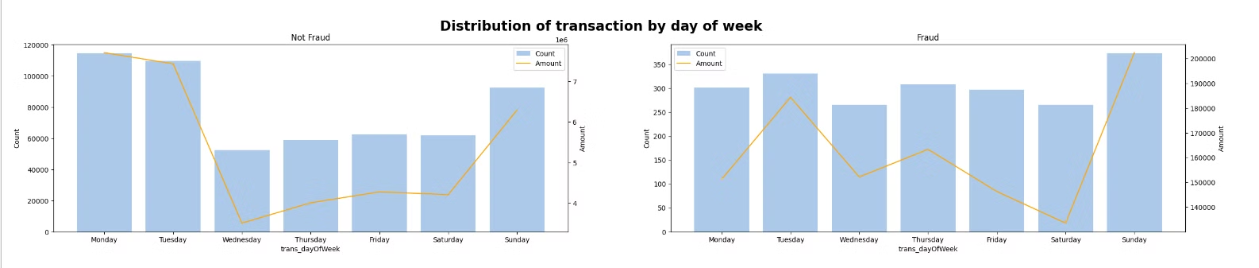 Distribution of transaction by day of week
Not Fraud
1e6
120000
100000
80000
60000
40000
20000
0
Count
Count
Amount
7
6
5
4
Amount
Monday Tuesday Wednesday Thursday Friday Saturday Sunday
trans_dayOfWeek
Fraud
350
300
250
200
150
100
50
0
Count
Count
Amount
200000
190000
180000
170000
160000
150000
140000
Amount
Monday Tuesday Wednesday Thursday Friday Saturday Sunday
trans_dayOfWeek